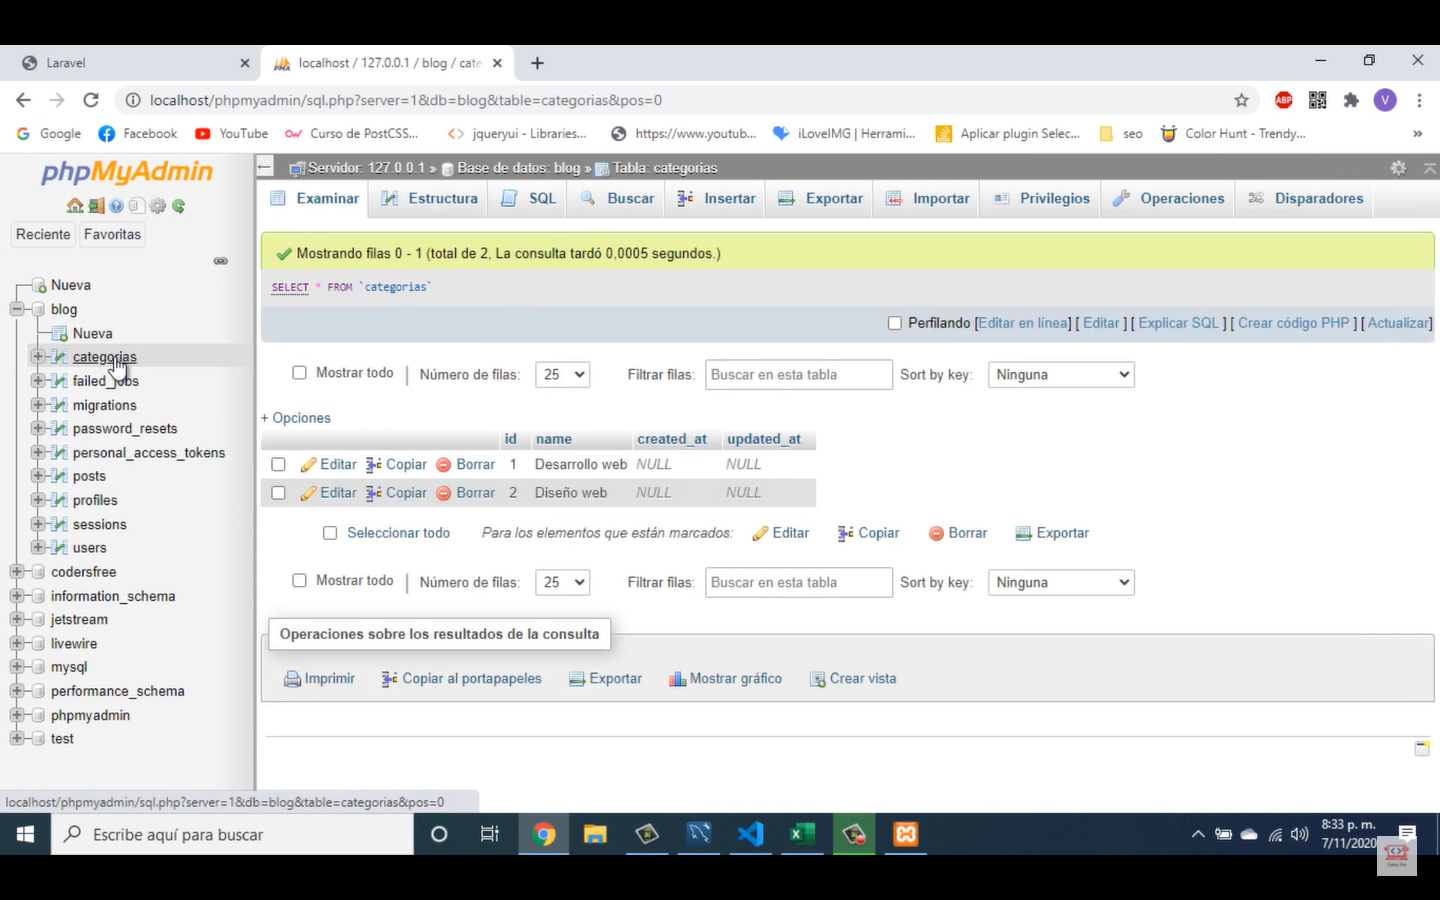 Laravel
localhost / 127.0.0.1 / blog / cate
localhost/phpmyadmin/sql.php?server=1&db=blog&table=categorias&pos=0
ABP
V
Google Facebook YouTube Curso de PostCSS... jqueryui - Libraries... https://www.youtub... iLoveIMG | Herrami... Aplicar plugin Selec... seo Color Hunt - Trendy... »
phpMyAdmin
Reciente Favoritas
Nueva
blog
Nueva
categorias
failed_jobs
migrations
password_resets
personal_access_tokens
posts
profiles
sessions
users
codersfree
information_schema
jetstream
livewire
mysql
performance_schema
phpmyadmin
test
Servidor: 127.0.0.1 » Base de datos: blog » Tabla: categorias
Examinar Estructura SQL Buscar Insertar Exportar Importar Privilegios Operaciones Disparadores
Mostrando filas 0 - 1 (total de 2, La consulta tardó 0,0005 segundos.)
SELECT * FROM `categorias`
Perfilando [Editar en línea] [ Editar ] [ Explicar SQL ] [ Crear código PHP ] [ Actualizar]
Mostrar todo | Número de filas: 25 Filtrar filas: Buscar en esta tabla Sort by key: Ninguna
+ Opciones
id name created_at updated_at
Editar Copiar Borrar 1 Desarrollo web NULL NULL
Editar Copiar Borrar 2 Diseño web NULL NULL
Seleccionar todo Para los elementos que están marcados: Editar Copiar Borrar Exportar
Mostrar todo | Número de filas: 25 Filtrar filas: Buscar en esta tabla Sort by key: Ninguna
Operaciones sobre los resultados de la consulta
Imprimir Copiar al portapapeles Exportar Mostrar gráfico Crear vista
localhost/phpmyadmin/sql.php?server=1&db=blog&table=categorias&pos=0
Escribe aquí para buscar
8:33 p. m.
7/11/2020